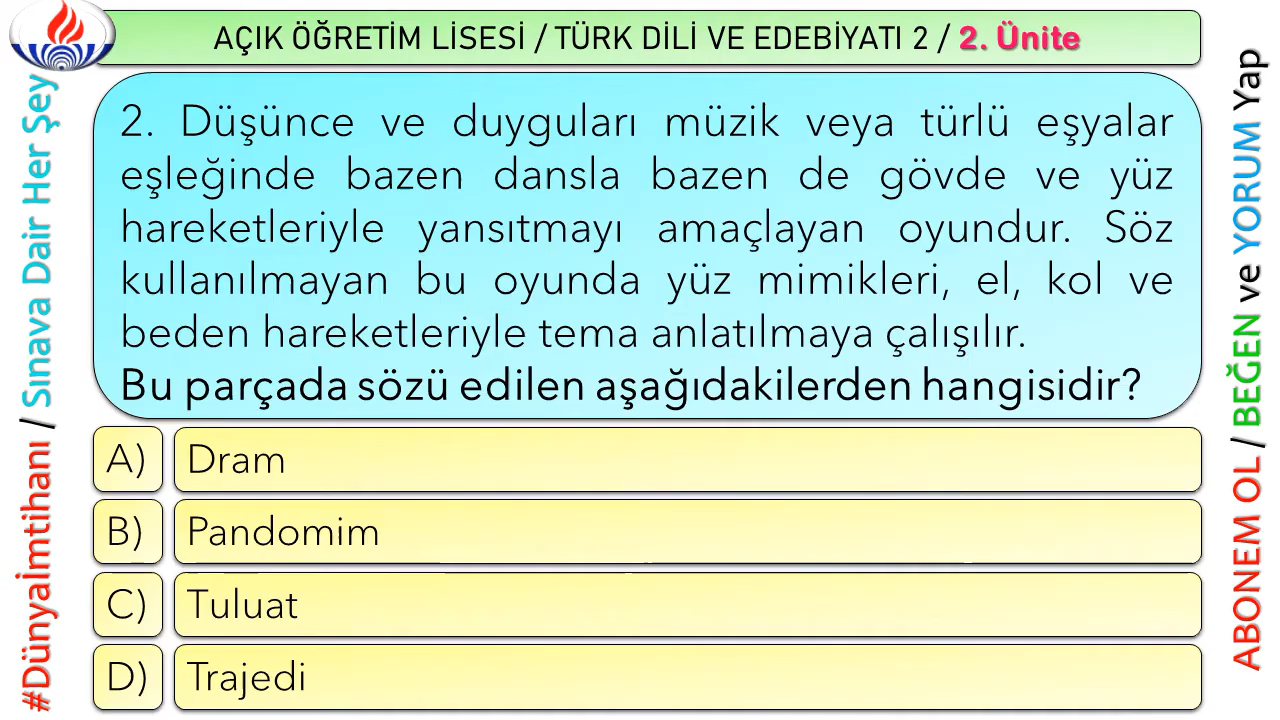 AÇIK ÖĞRETİM LİSESİ / TÜRK DİLİ VE EDEBİYATI 2 / 2. Ünite
2. Düşünce ve duyguları müzik veya türlü eşyalar
eşleğinde bazen dansla bazen de gövde ve yüz
hareketleriyle yansıtmayı amaçlayan oyundur. Söz
kullanılmayan bu oyunda yüz mimikleri, el, kol ve
beden hareketleriyle tema anlatılmaya çalışılır.
Bu parçada sözü edilen aşağıdakilerden hangisidir?
A) Dram
B) Pandomim
C) Tuluat
D) Trajedi
#Dünyaİmtihanı / Sınava Dair Her Şey
ABONEM OL / BEĞEN ve YORUM Yap